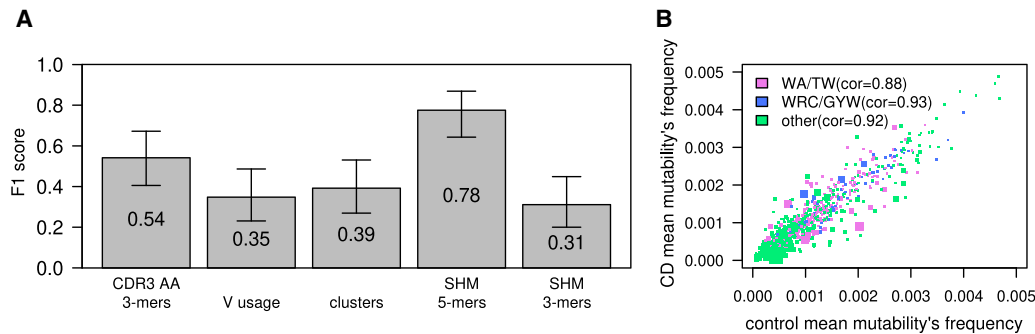 A
F1 score
1.0
0.8
0.6
0.4
0.2
0.0
0.54
0.35
0.39
0.78
0.31
CDR3 AA
3-mers
V usage
clusters
SHM
5-mers
SHM
3-mers
B
CD mean mutability's frequency
0.005
0.004
0.003
0.002
0.001
0.000
WA/TW(cor=0.88)
WRC/GYW(cor=0.93)
other(cor=0.92)
0.000 0.001 0.002 0.003 0.004 0.005
control mean mutability's frequency